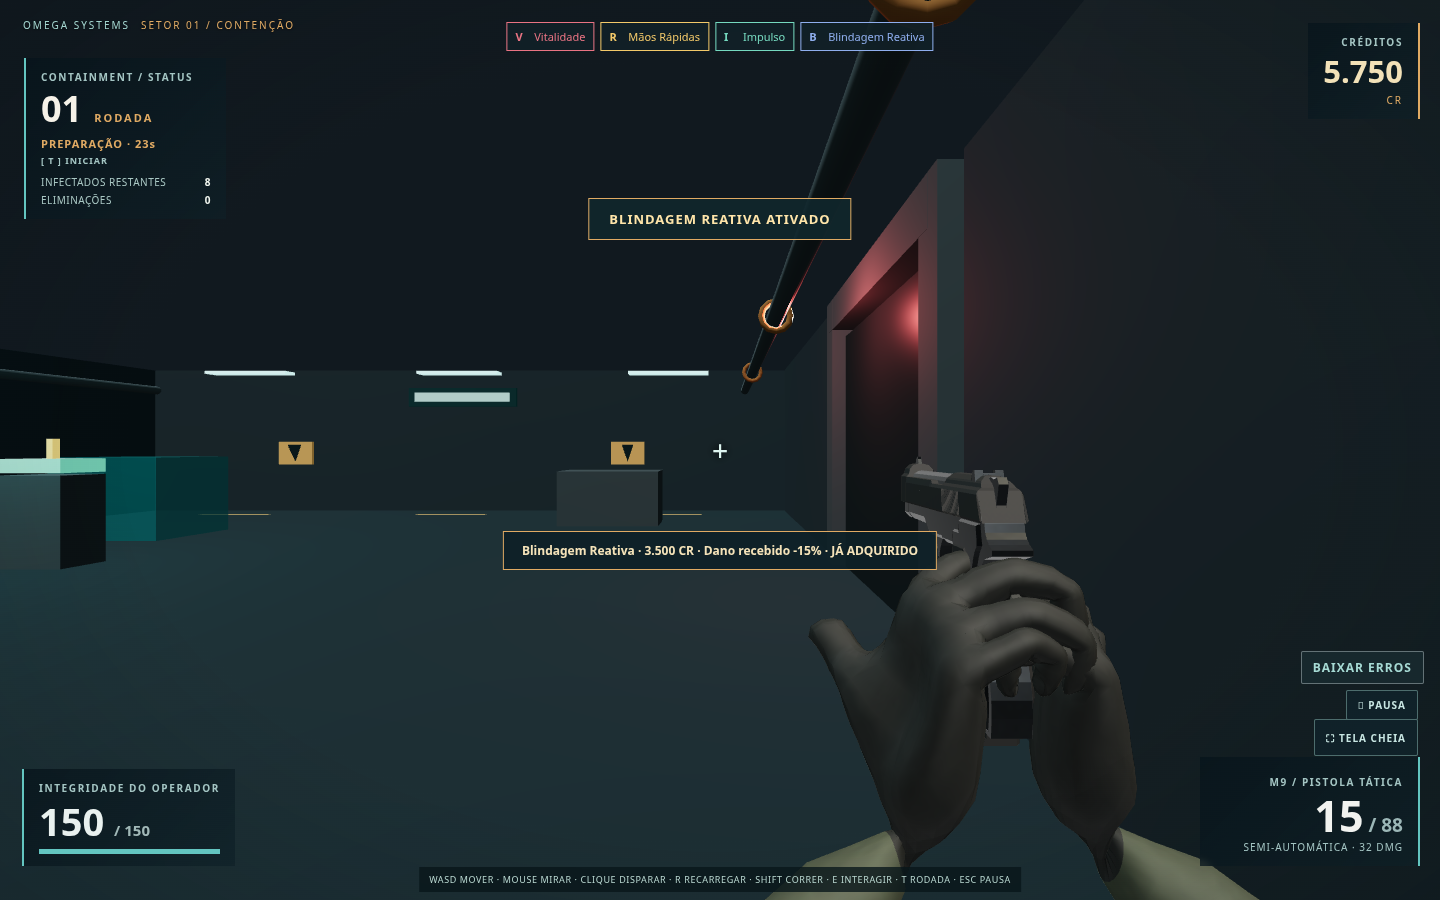 OMEGA SYSTEMS SETOR 01 / CONTENÇÃO
V Vitalidade R Mãos Rápidas I Impulso B Blindagem Reativa
CRÉDITOS
5.750
CR
CONTAINMENT / STATUS
01 RODADA
PREPARAÇÃO · 23s
[ T ] INICIAR
INFECTADOS RESTANTES 8
ELIMINAÇÕES 0
BLINDAGEM REATIVA ATIVADO
Blindagem Reativa · 3.500 CR · Dano recebido -15% · JÁ ADQUIRIDO
BAIXAR ERROS
PAUSA
TELA CHEIA
INTEGRIDADE DO OPERADOR
150 / 150
M9 / PISTOLA TÁTICA
15 / 88
SEMI-AUTOMÁTICA · 32 DMG
WASD MOVER · MOUSE MIRAR · CLIQUE DISPARAR · R RECARREGAR · SHIFT CORRER · E INTERAGIR · T RODADA · ESC PAUSA